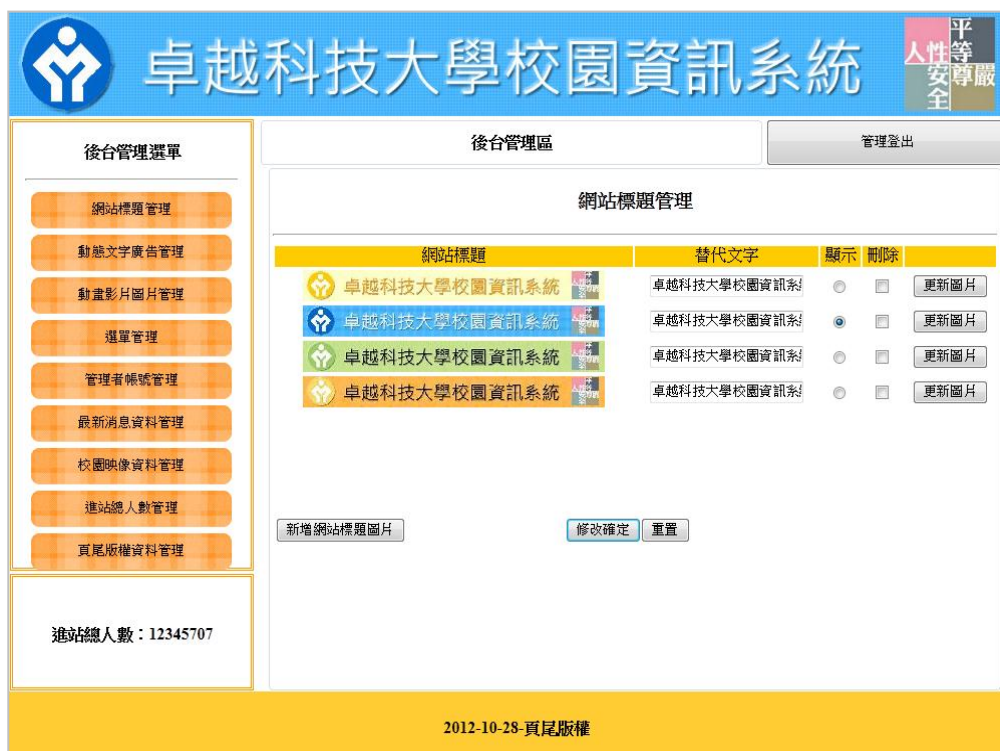 卓越科技大學校園資訊系統
平等
人性尊嚴
安全
後台管理選單
網站標題管理
動態文字廣告管理
動畫影片圖片管理
選單管理
管理者帳號管理
最新消息資料管理
校園映像資料管理
進站總人數管理
頁尾版權資料管理
進站總人數：12345707
後台管理區
管理登出
網站標題管理
網站標題 替代文字 顯示 刪除
卓越科技大學校園資訊系統 卓越科技大學校園資訊系 更新圖片
卓越科技大學校園資訊系統 卓越科技大學校園資訊系 更新圖片
卓越科技大學校園資訊系統 卓越科技大學校園資訊系 更新圖片
卓越科技大學校園資訊系統 卓越科技大學校園資訊系 更新圖片
新增網站標題圖片 修改確定 重置
2012-10-28-頁尾版權